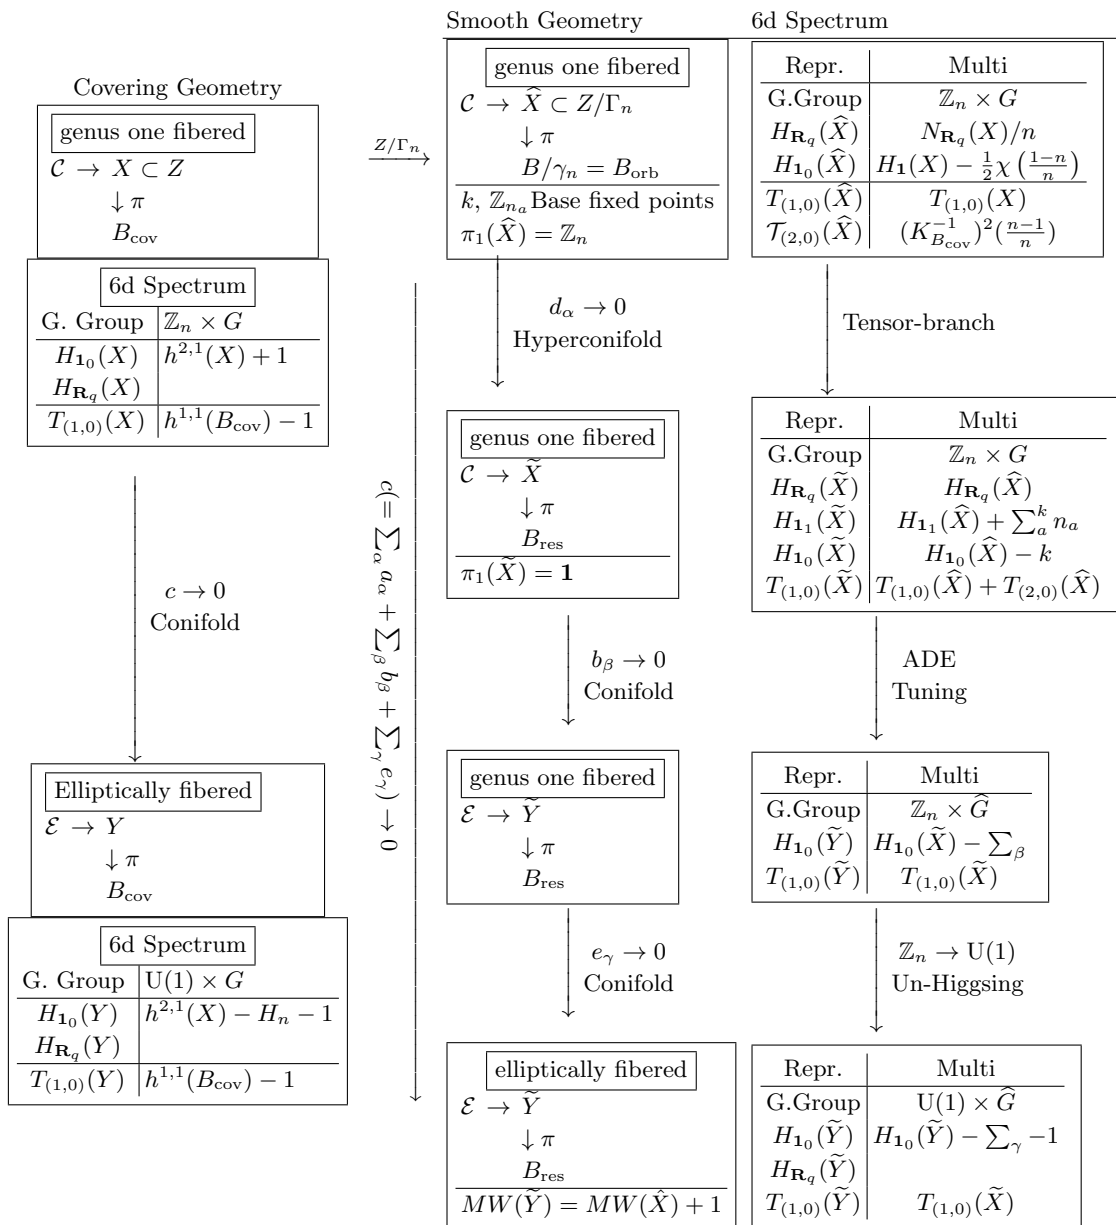 Smooth Geometry
6d Spectrum
Covering Geometry
genus one fibered
𝒞 → X ⊂ Z
↓ π
B_cov
6d Spectrum
G. Group | ℤ_n × G
H_{𝟏_0}(X) | h^{2,1}(X) + 1
H_{𝐑_q}(X)
T_{(1,0)}(X) | h^{1,1}(B_cov) − 1
c → 0
Conifold
Elliptically fibered
ℰ → Y
↓ π
B_cov
6d Spectrum
G. Group | U(1) × G
H_{𝟏_0}(Y) | h^{2,1}(X) − H_n − 1
H_{𝐑_q}(Y)
T_{(1,0)}(Y) | h^{1,1}(B_cov) − 1
Z/Γ_n
c(= ∑_α a_α + ∑_β b_β + ∑_γ e_γ) → 0
genus one fibered
𝒞 → X̂ ⊂ Z/Γ_n
↓ π
B/γ_n = B_orb
k, ℤ_{n_a} Base fixed points
π_1(X̂) = ℤ_n
d_α → 0
Hyperconifold
genus one fibered
𝒞 → X̃
↓ π
B_res
π_1(X̃) = 𝟏
b_β → 0
Conifold
genus one fibered
ℰ → Ỹ
↓ π
B_res
e_γ → 0
Conifold
elliptically fibered
ℰ → Ỹ
↓ π
B_res
MW(Ỹ) = MW(X̂) + 1
Repr. | Multi
G.Group | ℤ_n × G
H_{𝐑_q}(X̂) | N_{𝐑_q}(X)/n
H_{𝟏_0}(X̂) | H_𝟏(X) − ½χ((1−n)/n)
T_{(1,0)}(X̂) | T_{(1,0)}(X)
𝒯_{(2,0)}(X̂) | (K^{−1}_{B_cov})^2((n−1)/n)
Tensor-branch
Repr. | Multi
G.Group | ℤ_n × G
H_{𝐑_q}(X̃) | H_{𝐑_q}(X̂)
H_{𝟏_1}(X̃) | H_{𝟏_1}(X̂) + ∑_a^k n_a
H_{𝟏_0}(X̃) | H_{𝟏_0}(X̂) − k
T_{(1,0)}(X̃) | T_{(1,0)}(X̂) + T_{(2,0)}(X̂)
ADE
Tuning
Repr. | Multi
G.Group | ℤ_n × Ĝ
H_{𝟏_0}(Ỹ) | H_{𝟏_0}(X̃) − ∑_β
T_{(1,0)}(Ỹ) | T_{(1,0)}(X̃)
ℤ_n → U(1)
Un-Higgsing
Repr. | Multi
G.Group | U(1) × Ĝ
H_{𝟏_0}(Ỹ) | H_{𝟏_0}(Ỹ) − ∑_γ −1
H_{𝐑_q}(Ỹ)
T_{(1,0)}(Ỹ) | T_{(1,0)}(X̃)